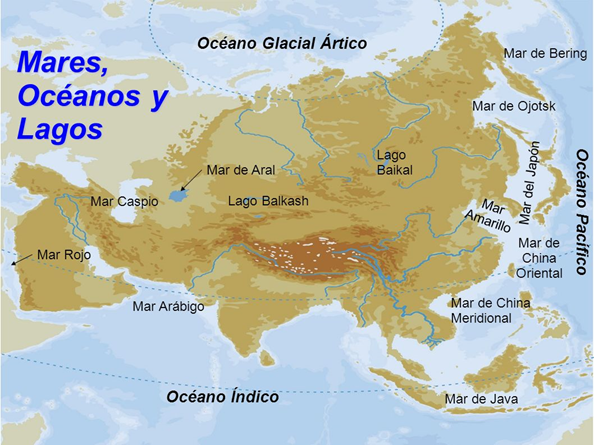 Océano Glacial Ártico
Mares,
Océanos y
Lagos
Mar de Bering
Mar de Ojotsk
Lago
Baikal
Mar de Aral
Mar del Japón
Océano Pacífico
Mar Caspio
Lago Balkash
Mar
Amarillo
Mar Rojo
Mar de
China
Oriental
Mar Arábigo
Mar de China
Meridional
Océano Índico
Mar de Java